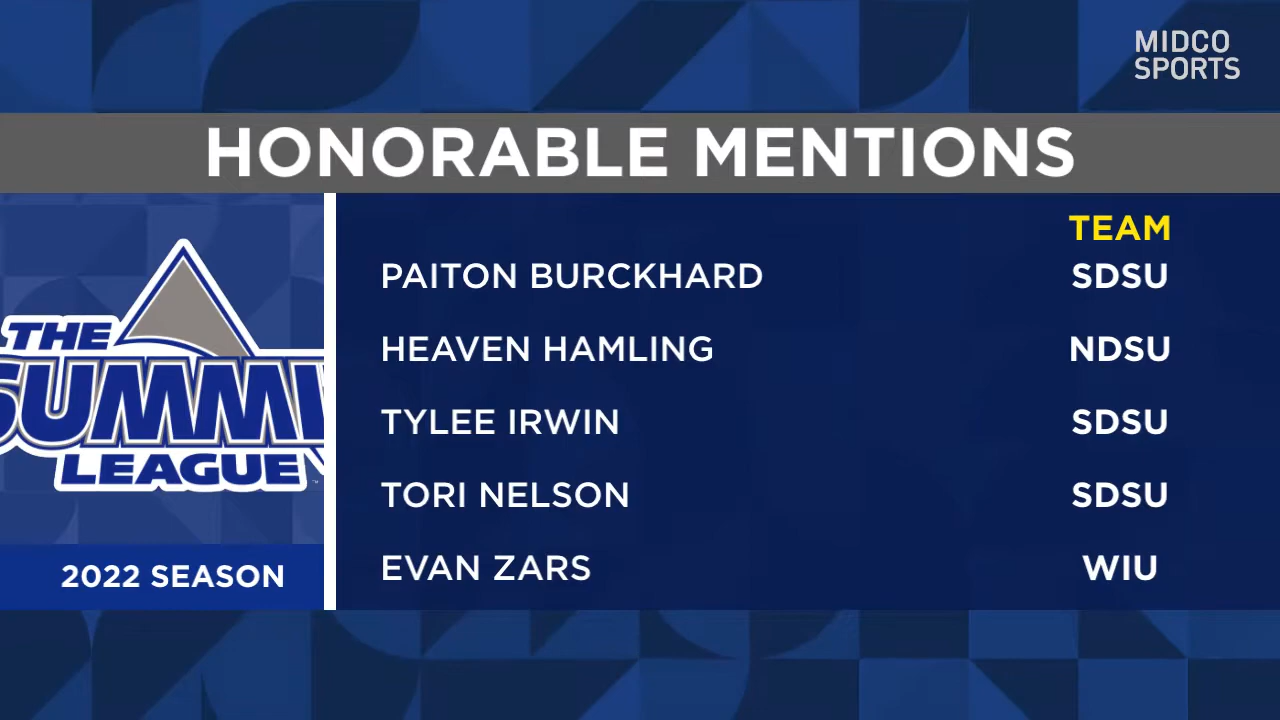 MIDCO
SPORTS
HONORABLE MENTIONS
TEAM
PAITON BURCKHARD SDSU
HEAVEN HAMLING NDSU
TYLEE IRWIN SDSU
TORI NELSON SDSU
EVAN ZARS WIU
THE
SUMMI
LEAGUE
2022 SEASON